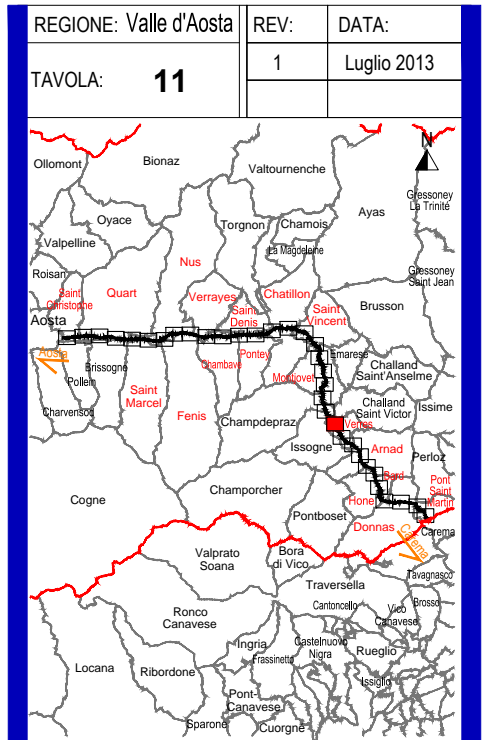 REGIONE: Valle d'Aosta
REV:
DATA:
TAVOLA: 11
1
Luglio 2013
N
Ollomont
Bionaz
Valtournenche
Ayas
Gressoney
La Trinité
Oyace
Torgnon
Chamois
Valpelline
La Magdeleine
Nus
Roisan
Gressoney
Saint Jean
Saint
Christophe
Quart
Verrayes
Chatillon
Saint
Denis
Saint
Vincent
Brusson
Aosta
Aosta
Brissogne
Chambave
Pontey
Emarese
Challand
Saint'Anselme
Pollein
Saint
Marcel
Montjovet
Charvensod
Fenis
Champdepraz
Challand
Saint Victor
Issime
Verres
Issogne
Arnad
Perloz
Bard
Pont
Saint
Martin
Cogne
Champorcher
Hone
Pontboset
Donnas
Carema
Carema
Valprato
Soana
Bora
di Vico
Tavagnasco
Traversella
Ronco
Canavese
Cantoncello
Vico
Canavese
Brosso
Ingria
Castelnuovo
Nigra
Rueglio
Frassinetto
Locana
Ribordone
Issiglio
Pont-
Canavese
Sparone
Cuorgne